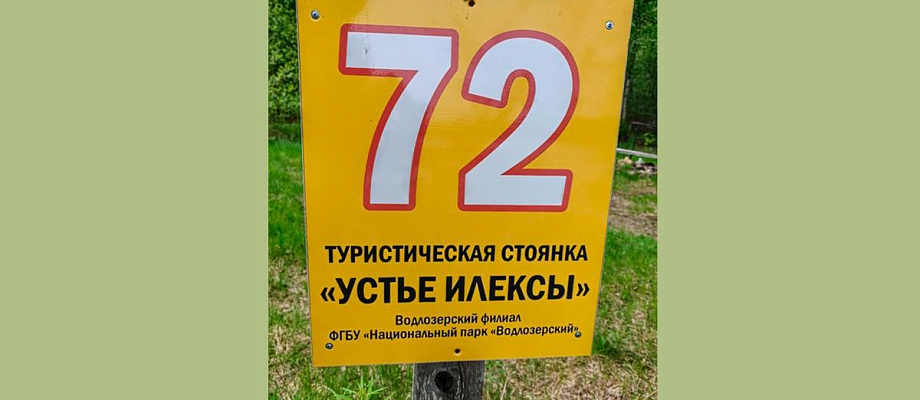 72
ТУРИСТИЧЕСКАЯ СТОЯНКА
«УСТЬЕ ИЛЕКСЫ»
Водлозерский филиал
ФГБУ «Национальный парк «Водлозерский»